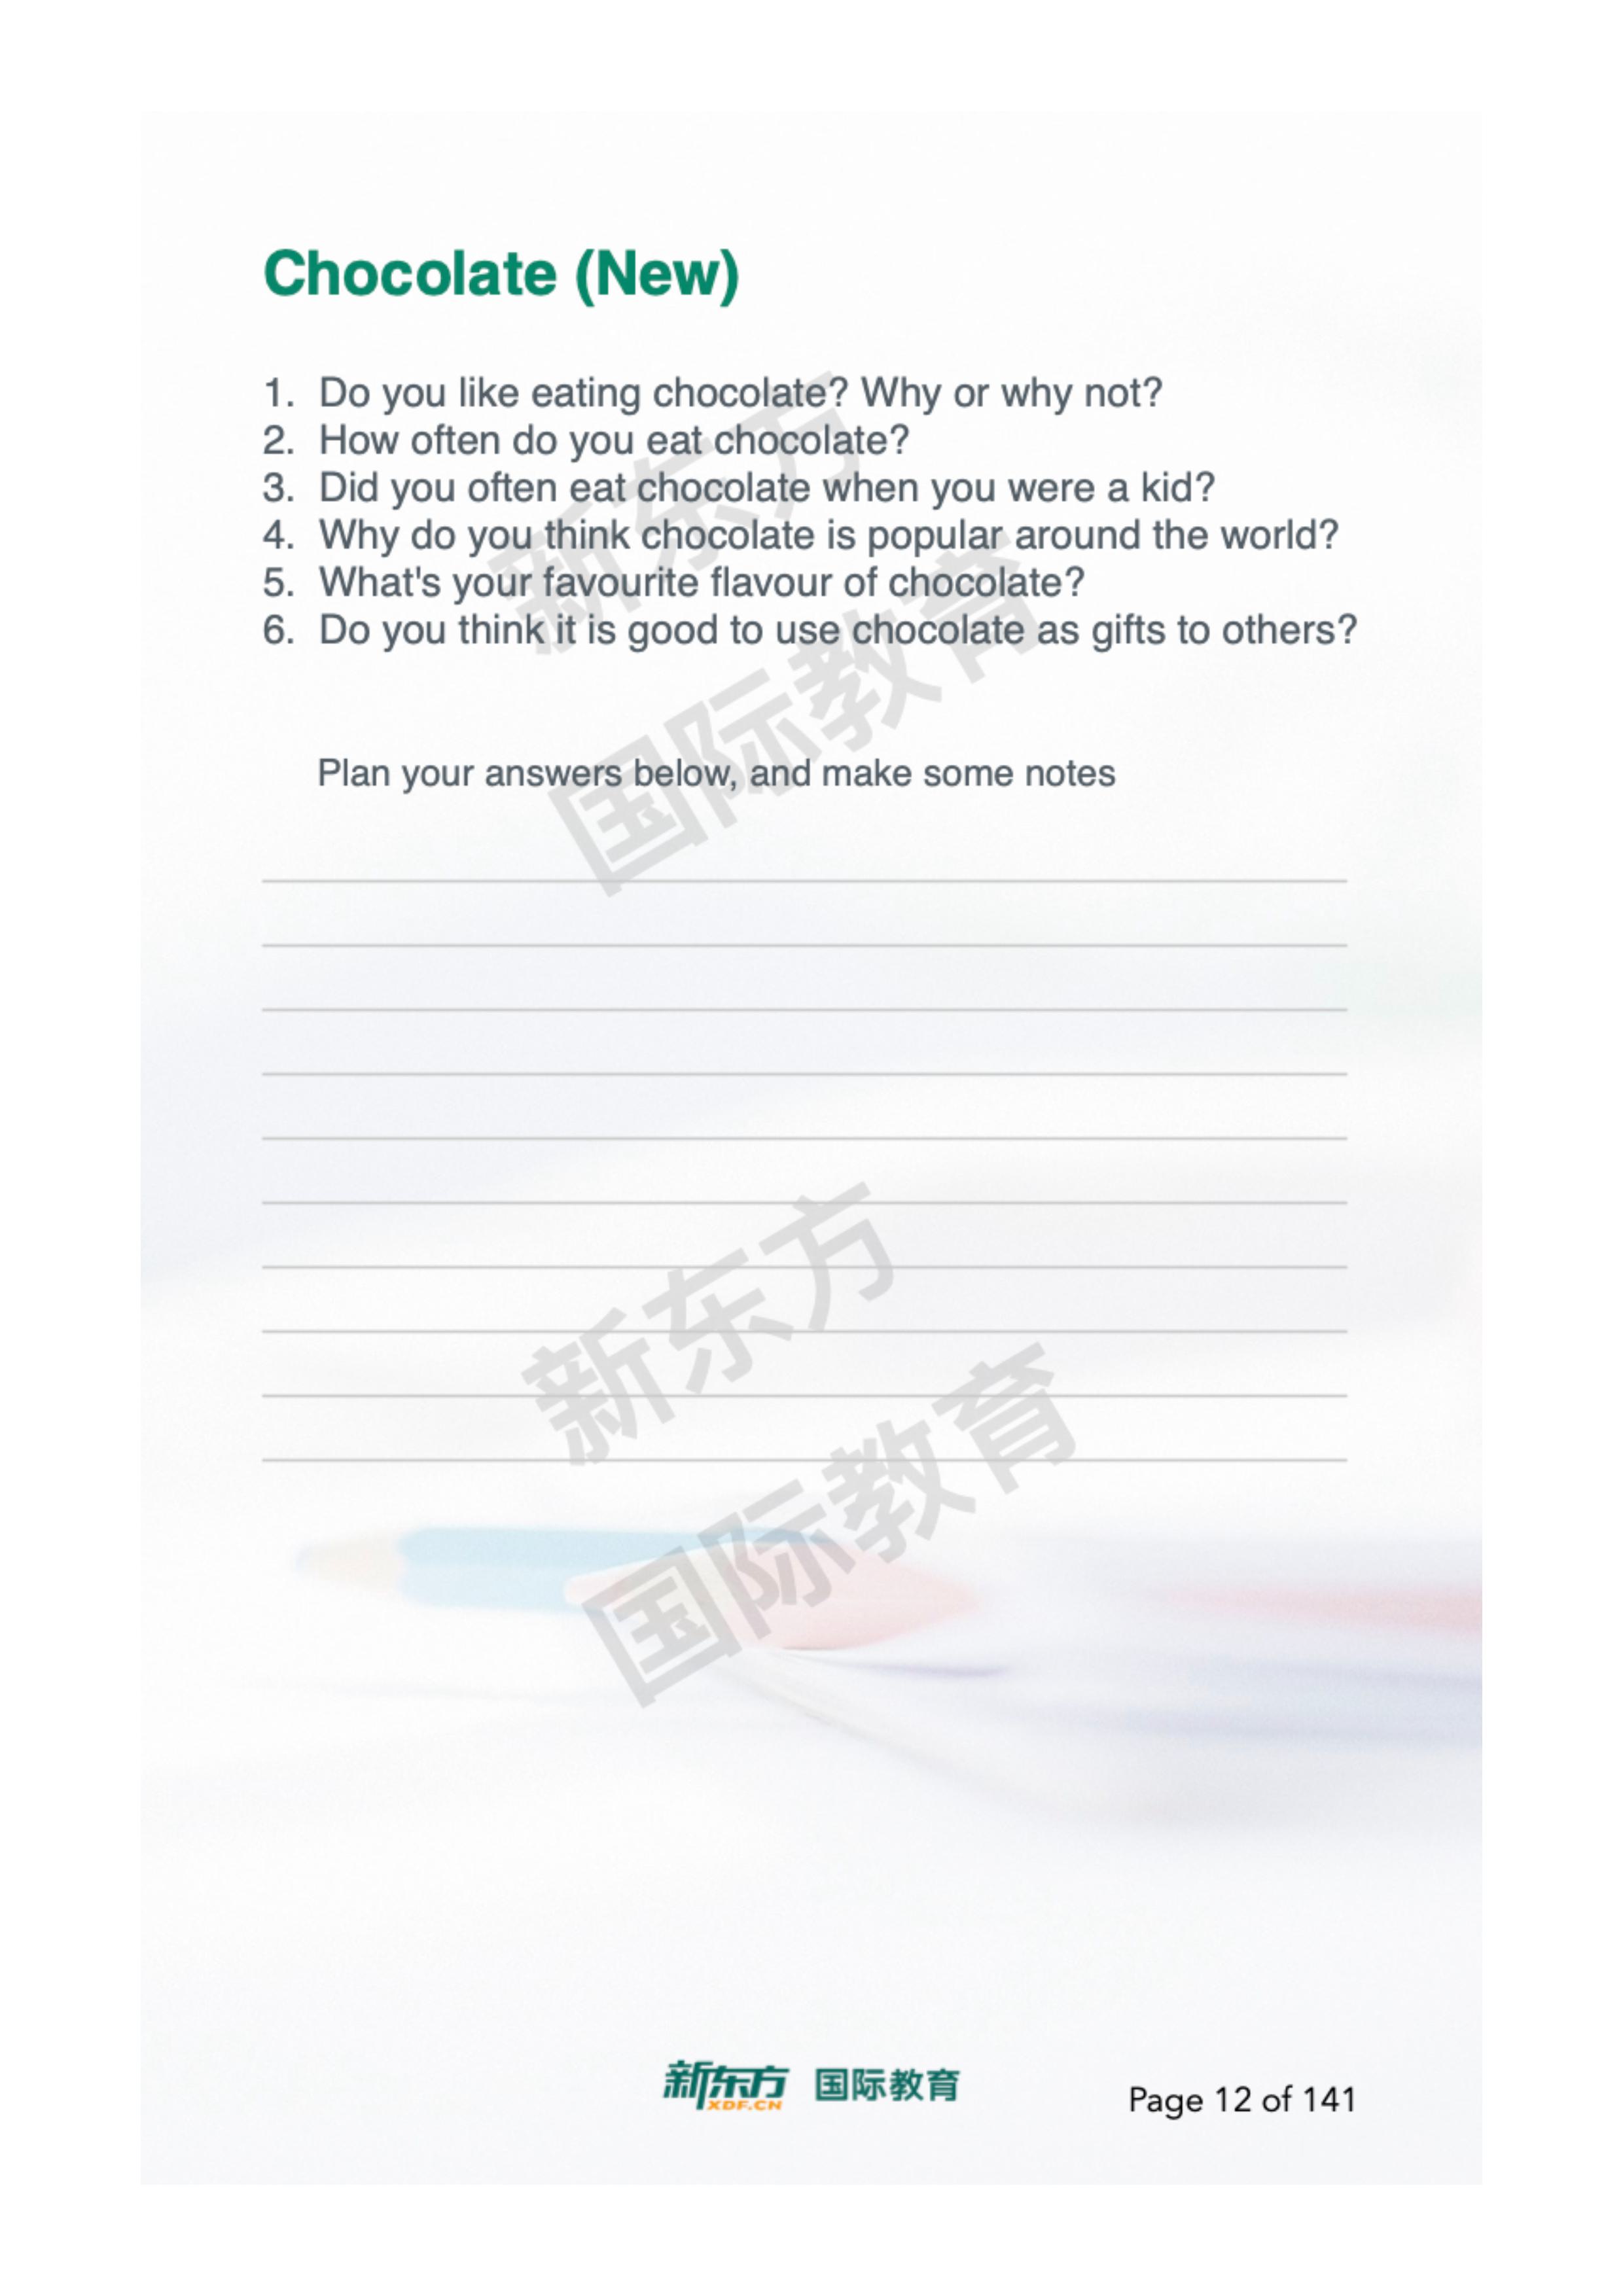 Chocolate (New)
1. Do you like eating chocolate? Why or why not?
2. How often do you eat chocolate?
3. Did you often eat chocolate when you were a kid?
4. Why do you think chocolate is popular around the world?
5. What's your favourite flavour of chocolate?
6. Do you think it is good to use chocolate as gifts to others?
新东方
国际教育
Plan your answers below, and make some notes
新东方
国际教育
新东方 国际教育
XDF.CN
Page 12 of 141